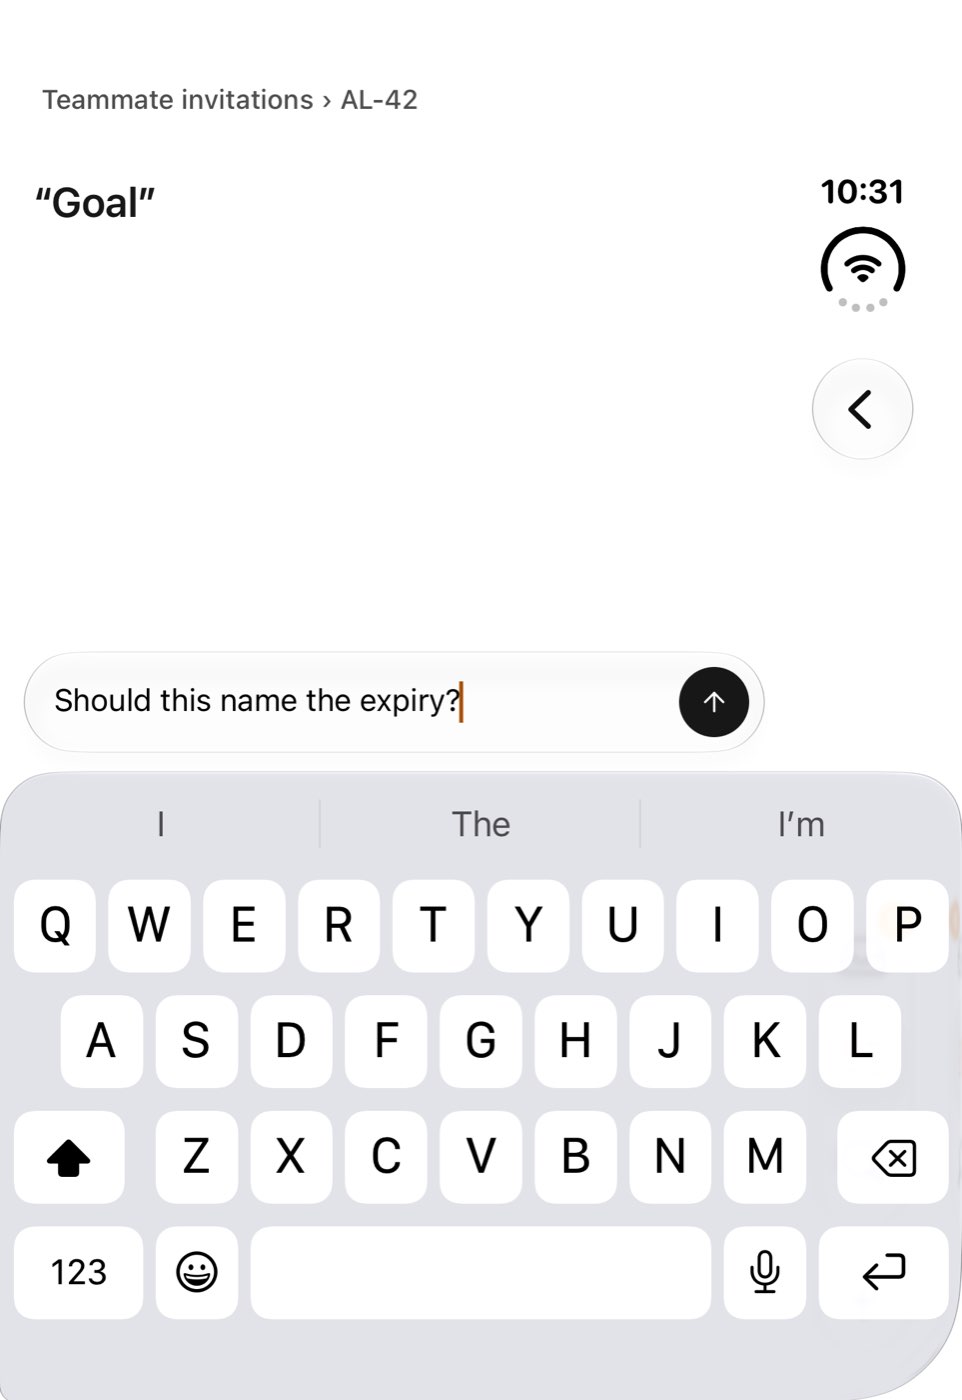 Teammate invitations › AL-42
“Goal”
10:31
Should this name the expiry?
I The I’m
Q W E R T Y U I O P
A S D F G H J K L
Z X C V B N M
123